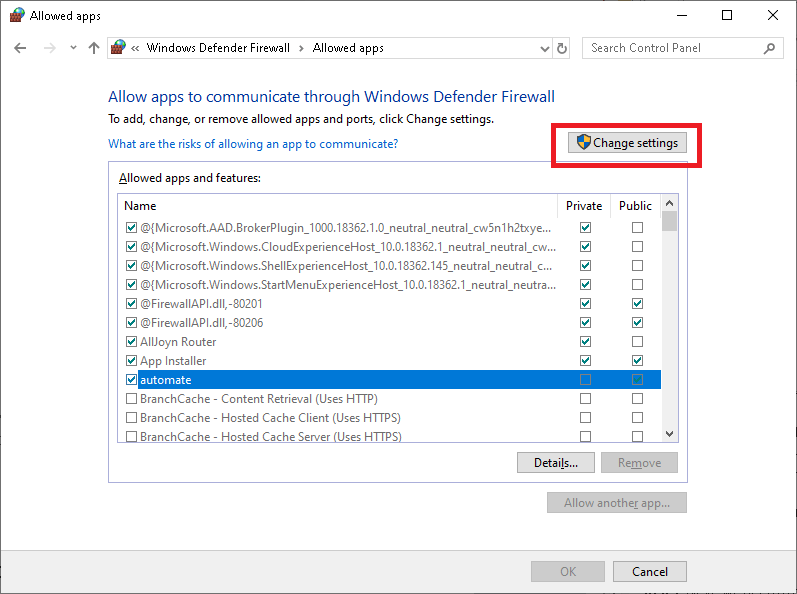 Allowed apps
« Windows Defender Firewall > Allowed apps
Search Control Panel
Allow apps to communicate through Windows Defender Firewall
To add, change, or remove allowed apps and ports, click Change settings.
What are the risks of allowing an app to communicate?
Change settings
Allowed apps and features:
Name Private Public
@{Microsoft.AAD.BrokerPlugin_1000.18362.1.0_neutral_neutral_cw5n1h2txye...
@{Microsoft.Windows.CloudExperienceHost_10.0.18362.1_neutral_neutral_cw...
@{Microsoft.Windows.ShellExperienceHost_10.0.18362.145_neutral_neutral_c...
@{Microsoft.Windows.StartMenuExperienceHost_10.0.18362.1_neutral_neutra...
@FirewallAPI.dll,-80201
@FirewallAPI.dll,-80206
AllJoyn Router
App Installer
automate
BranchCache - Content Retrieval (Uses HTTP)
BranchCache - Hosted Cache Client (Uses HTTPS)
BranchCache - Hosted Cache Server (Uses HTTPS)
Details... Remove
Allow another app...
OK Cancel